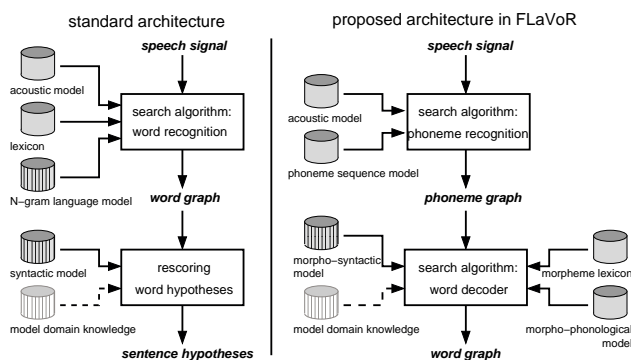 standard architecture
speech signal
acoustic model
lexicon
N−gram language model
search algorithm:
word recognition
word graph
syntactic model
model domain knowledge
rescoring
word hypotheses
sentence hypotheses
proposed architecture in FLaVoR
speech signal
acoustic model
phoneme sequence model
search algorithm:
phoneme recognition
phoneme graph
morpho−syntactic
model
model domain knowledge
search algorithm:
word decoder
morpheme lexicon
morpho−phonological
model
word graph